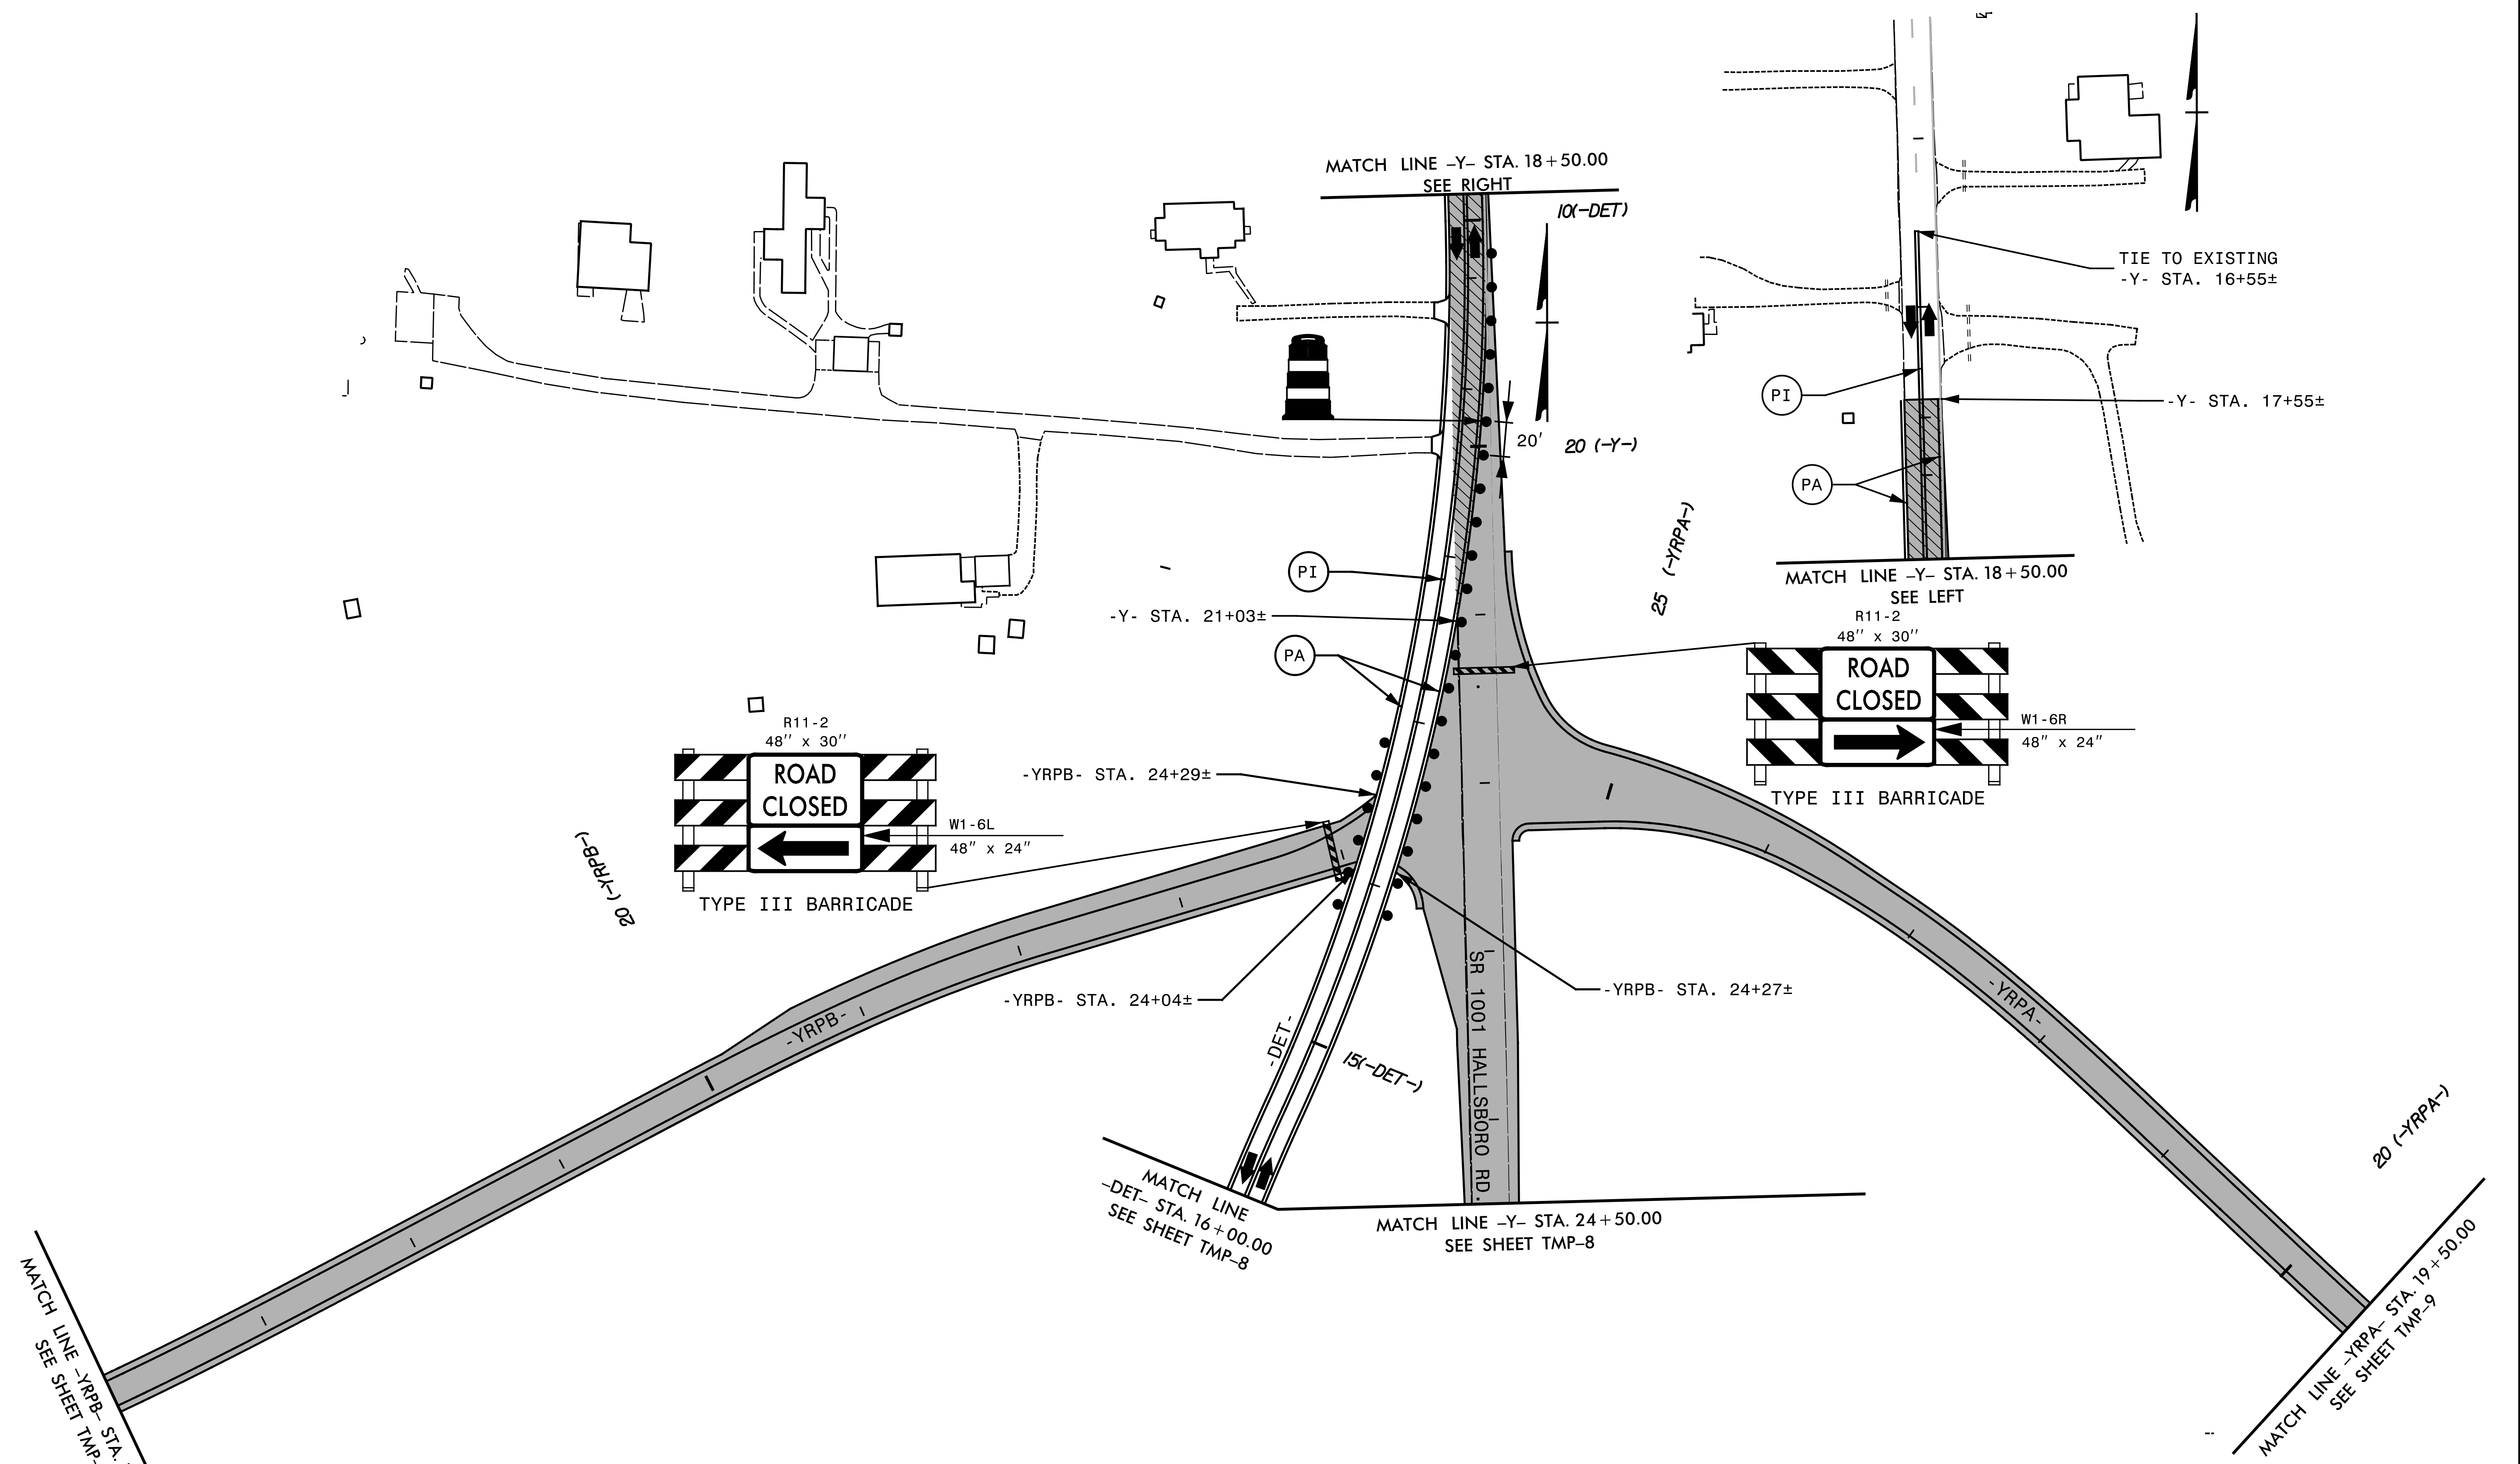 MATCH LINE –Y– STA. 18+50.00
SEE RIGHT
10(-DET)
TIE TO EXISTING
-Y- STA. 16+55±
PI
-Y- STA. 17+55±
PA
MATCH LINE –Y– STA. 18+50.00
SEE LEFT
20'
20 (-Y-)
25 (-YRPA-)
PI
-Y- STA. 21+03±
PA
R11-2
48" x 30"
ROAD
CLOSED
W1-6R
48" x 24"
TYPE III BARRICADE
R11-2
48" x 30"
ROAD
CLOSED
W1-6L
48" x 24"
TYPE III BARRICADE
-YRPB- STA. 24+29±
20 (-YRPB-)
-YRPB- STA. 24+04±
-YRPB- STA. 24+27±
-YRPB-
-YRPA-
-DET-
15(-DET-)
SR 1001 HALLSBORO RD.
20 (-YRPA-)
MATCH LINE
–DET– STA. 16+00.00
SEE SHEET TMP–8
MATCH LINE –Y– STA. 24+50.00
SEE SHEET TMP–8
MATCH LINE –YRPB– STA.
SEE SHEET TMP-
MATCH LINE –YRPA– STA. 19+50.00
SEE SHEET TMP–9